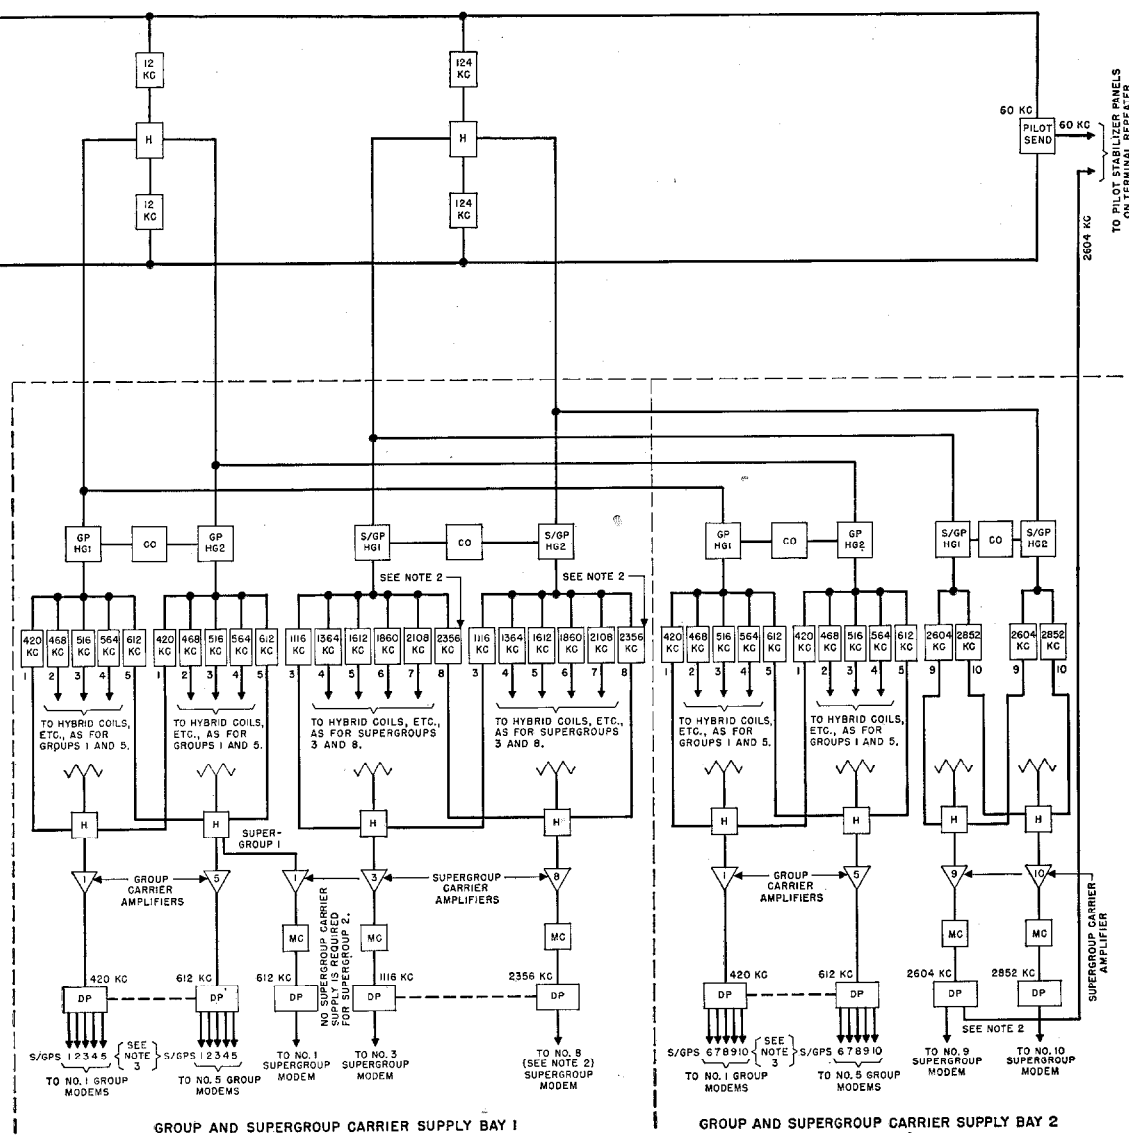 12 KC
124 KC
H
H
12 KC
124 KC
60 KC
PILOT SEND
60 KC
TO PILOT STABILIZER PANELS
ON TERMINAL REPEATER
2604 KC
GP HG1
CO
GP HG2
S/GP HG1
CO
S/GP HG2
GP HG1
CO
GP HG2
S/GP HG1
CO
S/GP HG2
SEE NOTE 2
SEE NOTE 2
420 KC
468 KC
516 KC
564 KC
612 KC
420 KC
468 KC
516 KC
564 KC
612 KC
1116 KC
1364 KC
1612 KC
1860 KC
2108 KC
2356 KC
1116 KC
1364 KC
1612 KC
1860 KC
2108 KC
2356 KC
420 KC
468 KC
516 KC
564 KC
612 KC
420 KC
468 KC
516 KC
564 KC
612 KC
2604 KC
2852 KC
2604 KC
2852 KC
1 2 3 4 5
1 2 3 4 5
3 4 5 6 7 8
3 4 5 6 7 8
1 2 3 4 5
1 2 3 4 5
9 10
9 10
TO HYBRID COILS,
ETC., AS FOR
GROUPS 1 AND 5.
TO HYBRID COILS,
ETC., AS FOR
GROUPS 1 AND 5.
TO HYBRID COILS, ETC.,
AS FOR SUPERGROUPS
3 AND 8.
TO HYBRID COILS, ETC.,
AS FOR SUPERGROUPS
3 AND 8.
TO HYBRID COILS,
ETC., AS FOR
GROUPS 1 AND 5.
TO HYBRID COILS,
ETC., AS FOR
GROUPS 1 AND 5.
H
H
H
H
H
H
H
H
SUPER-
GROUP 1
1
GROUP
CARRIER
AMPLIFIERS
5
1
3
SUPERGROUP
CARRIER
AMPLIFIERS
8
1
GROUP
CARRIER
AMPLIFIERS
5
9
10
SUPERGROUP CARRIER
AMPLIFIER
NO SUPERGROUP CARRIER
SUPPLY IS REQUIRED
FOR SUPERGROUP 2.
MC
MC
MC
MC
MC
420 KC
612 KC
612 KC
1116 KC
2356 KC
420 KC
612 KC
2604 KC
2852 KC
DP
DP
DP
DP
DP
DP
DP
DP
DP
SEE NOTE 2
S/GPS 1 2 3 4 5
SEE
NOTE
3
S/GPS 1 2 3 4 5
TO NO. 1 GROUP
MODEMS
TO NO. 5 GROUP
MODEMS
TO NO. 1
SUPERGROUP
MODEM
TO NO. 3
SUPERGROUP
MODEM
TO NO. 8
(SEE NOTE 2)
SUPERGROUP
MODEM
S/GPS 6 7 8 9 10
SEE
NOTE
3
S/GPS 6 7 8 9 10
TO NO. 1 GROUP
MODEMS
TO NO. 5 GROUP
MODEMS
TO NO. 9
SUPERGROUP
MODEM
TO NO. 10
SUPERGROUP
MODEM
GROUP AND SUPERGROUP CARRIER SUPPLY BAY 1
GROUP AND SUPERGROUP CARRIER SUPPLY BAY 2